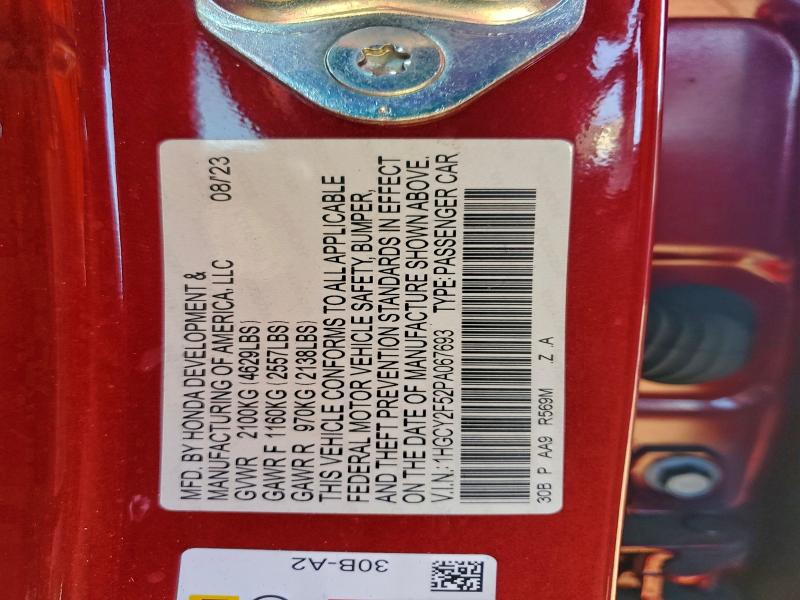 MFD. BY HONDA DEVELOPMENT &
MANUFACTURING OF AMERICA, LLC 08/'23
GVWR 2100KG (4629LBS)
GAWR F 1160KG (2557LBS)
GAWR R 970KG (2138LBS)
THIS VEHICLE CONFORMS TO ALL APPLICABLE
FEDERAL MOTOR VEHICLE SAFETY, BUMPER,
AND THEFT PREVENTION STANDARDS IN EFFECT
ON THE DATE OF MANUFACTURE SHOWN ABOVE.
V.I.N.: 1HGCY2F52PA067693 TYPE:PASSENGER CAR
30B P AA9 R569M .Z .A
30B-A2